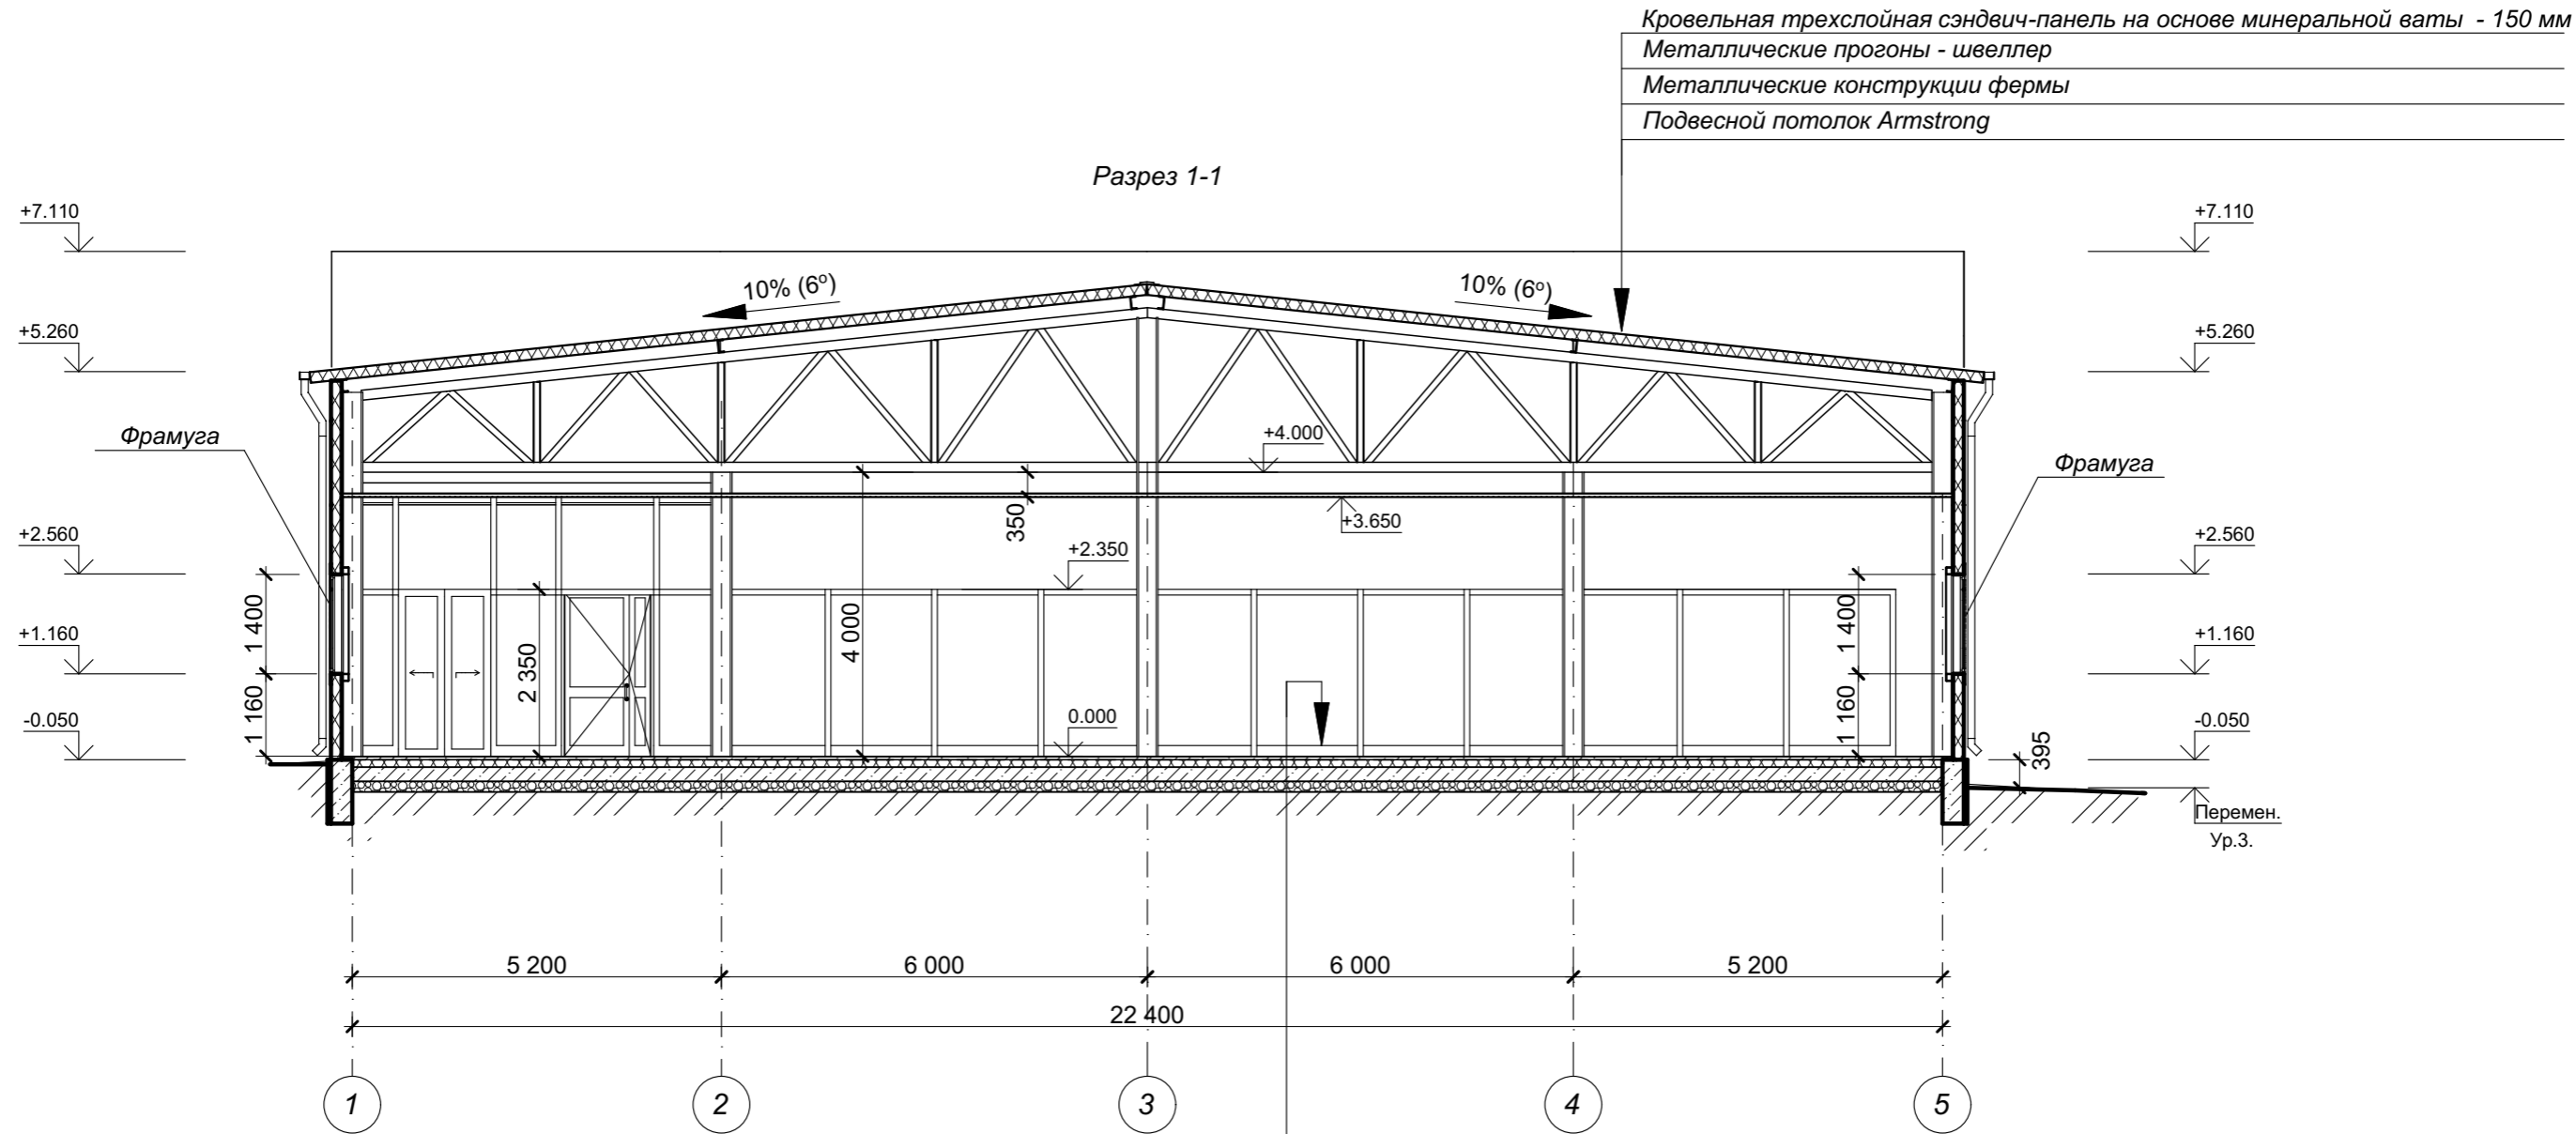 Кровельная трехслойная сэндвич-панель на основе минеральной ваты - 150 мм
Металлические прогоны - швеллер
Металлические конструкции фермы
Подвесной потолок Armstrong
Разрез 1-1
+7.110
+7.110
10% (6º)
10% (6º)
+5.260
+5.260
Фрамуга
+4.000
Фрамуга
350
+3.650
+2.560
+2.350
+2.560
1 400
4 000
1 400
+1.160
+1.160
2 350
1 160
1 160
-0.050
0.000
-0.050
395
Перемен.
Ур.З.
5 200
6 000
6 000
5 200
22 400
1
2
3
4
5